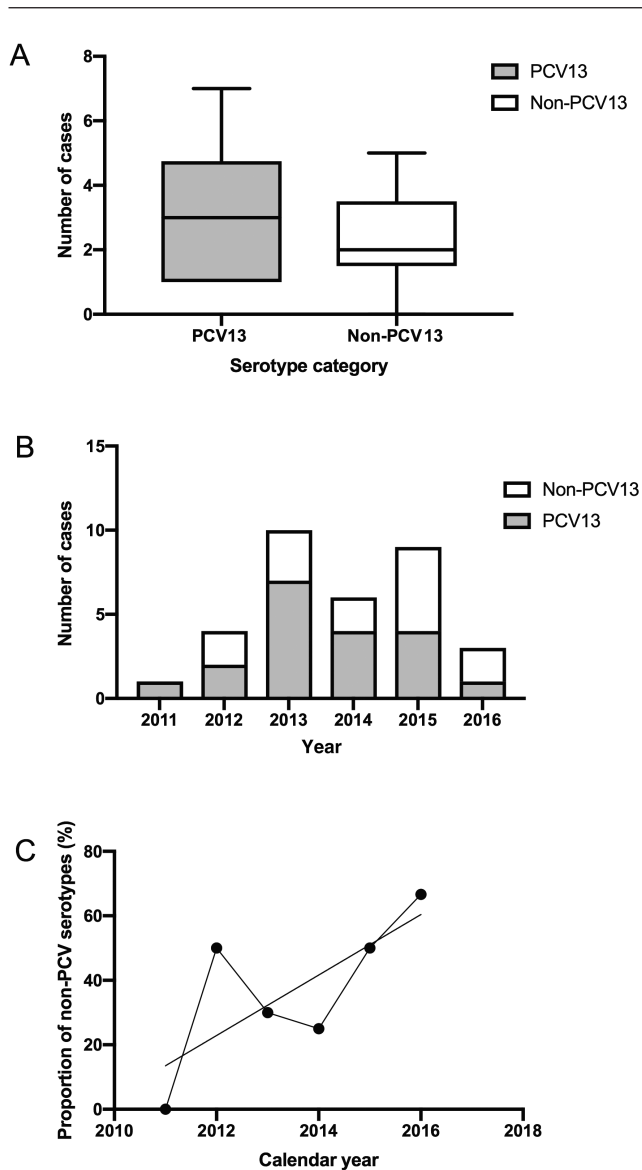 A
8
6
4
2
0
Number of cases
PCV13
Non-PCV13
PCV13
Non-PCV13
Serotype category
B
15
10
5
0
Number of cases
Non-PCV13
PCV13
2011 2012 2013 2014 2015 2016
Year
C
80
60
40
20
0
Proportion of non-PCV serotypes (%)
2010 2012 2014 2016 2018
Calendar year